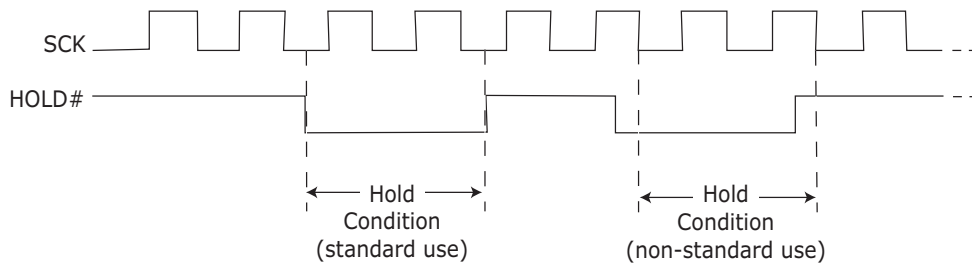 SCK
HOLD#
Hold
Condition
(standard use)
Hold
Condition
(non-standard use)